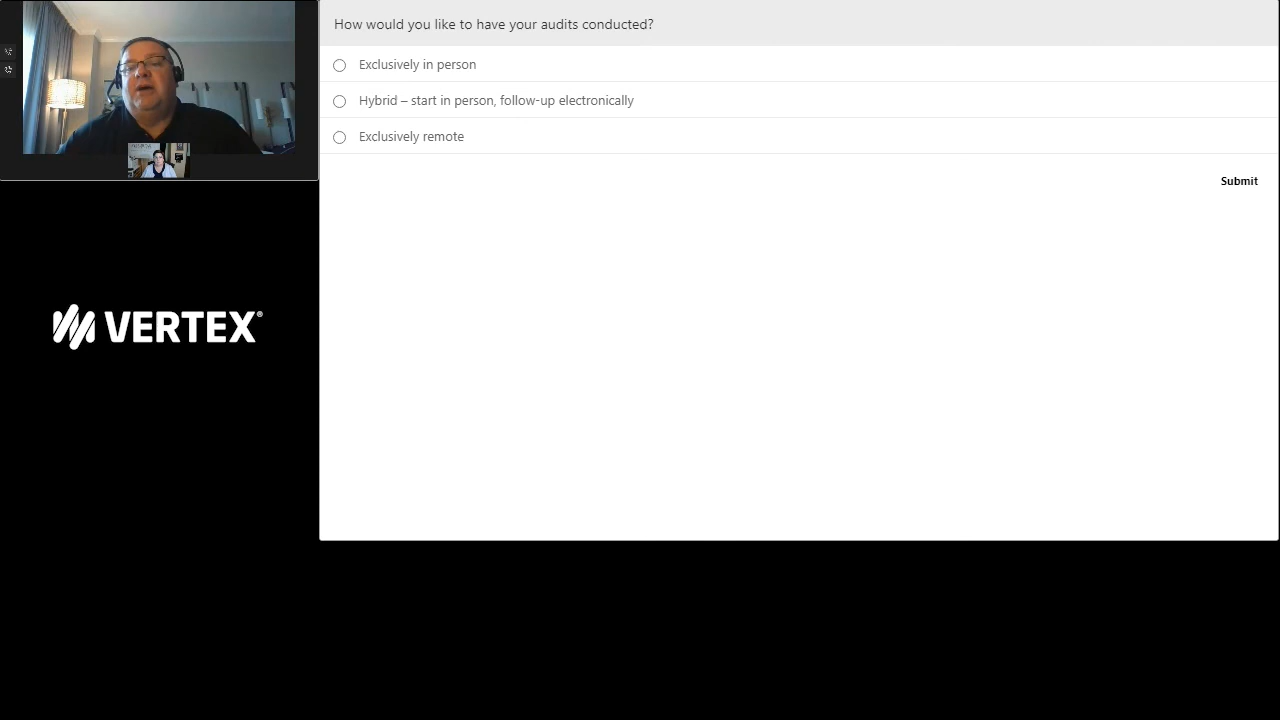 How would you like to have your audits conducted?
Exclusively in person
Hybrid – start in person, follow-up electronically
Exclusively remote
Submit
VERTEX®